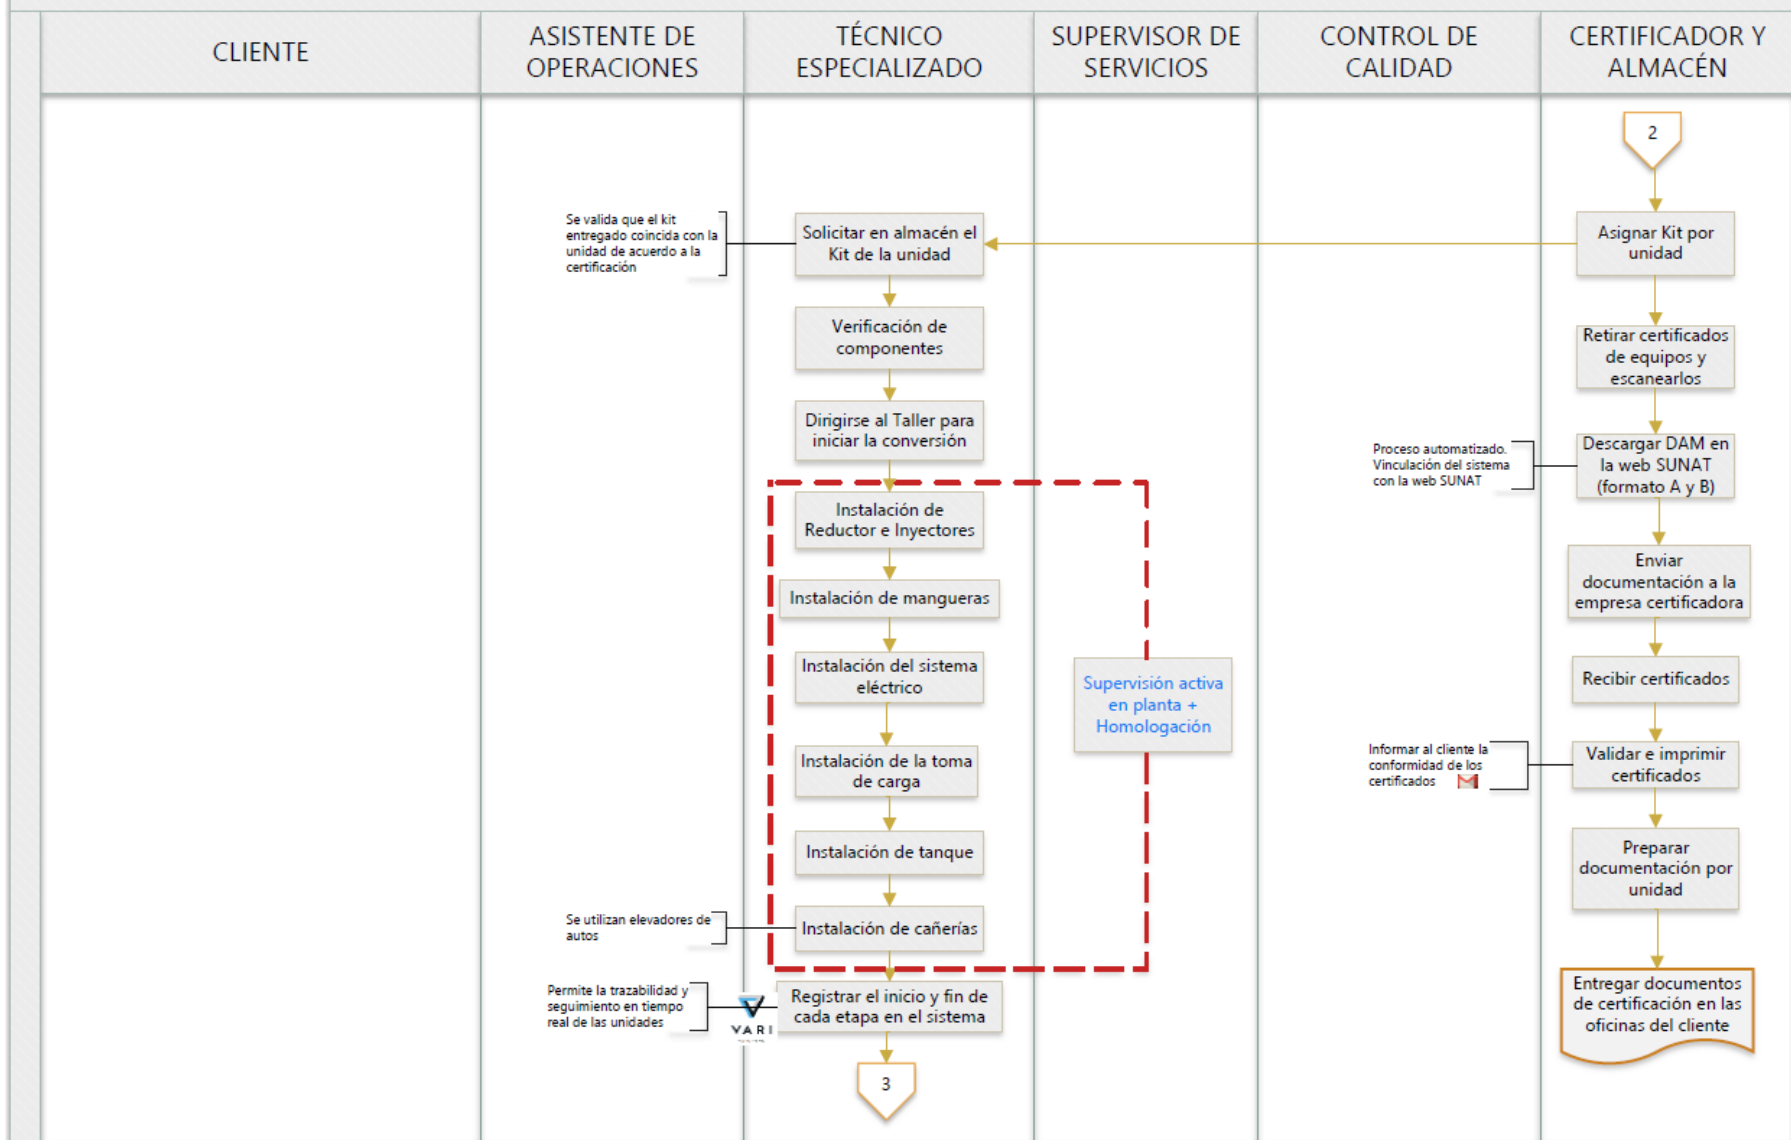 CLIENTE
ASISTENTE DE
OPERACIONES
TÉCNICO
ESPECIALIZADO
SUPERVISOR DE
SERVICIOS
CONTROL DE
CALIDAD
CERTIFICADOR Y
ALMACÉN
2
Se valida que el kit
entregado coincida con la
unidad de acuerdo a la
certificación
Solicitar en almacén el
Kit de la unidad
Asignar Kit por
unidad
Verificación de
componentes
Retirar certificados
de equipos y
escanearlos
Dirigirse al Taller para
iniciar la conversión
Proceso automatizado.
Vinculación del sistema
con la web SUNAT
Descargar DAM en
la web SUNAT
(formato A y B)
Instalación de
Reductor e Inyectores
Enviar
documentación a la
empresa certificadora
Instalación de mangueras
Instalación del sistema
eléctrico
Supervisión activa
en planta +
Homologación
Recibir certificados
Instalación de la toma
de carga
Informar al cliente la
conformidad de los
certificados
Validar e imprimir
certificados
Instalación de tanque
Preparar
documentación por
unidad
Se utilizan elevadores de
autos
Instalación de cañerías
Permite la trazabilidad y
seguimiento en tiempo
real de las unidades
VARI
Registrar el inicio y fin de
cada etapa en el sistema
Entregar documentos
de certificación en las
oficinas del cliente
3